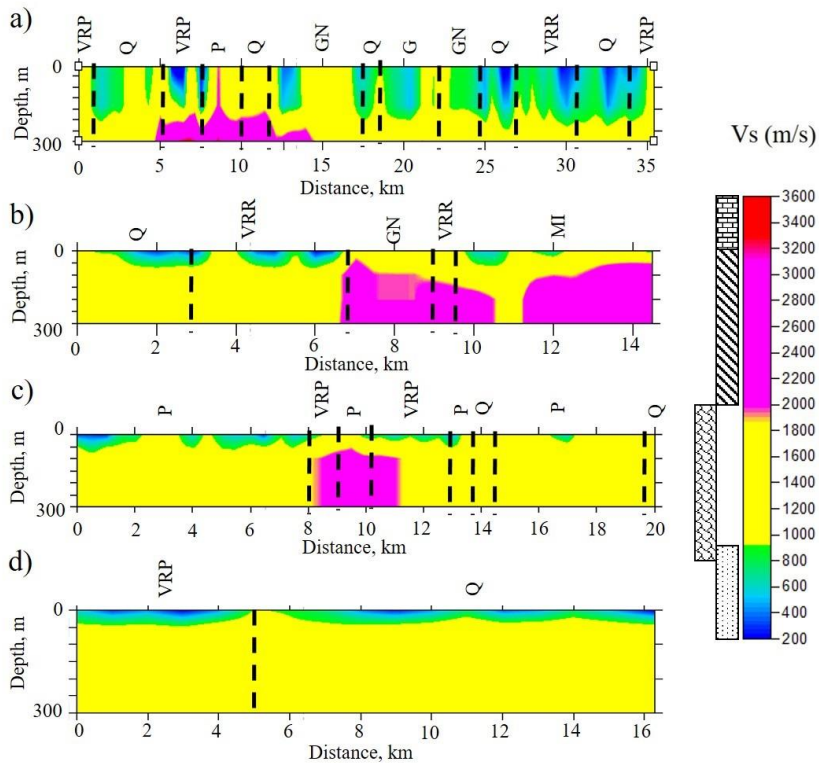 a) VRP Q VRP P Q GN Q G GN Q VRR Q VRP
Depth, m
0
300
0 5 10 15 20 25 30 35
Distance, km
b) Q VRR GN VRR MI
Depth, m
0
300
0 2 4 6 8 10 12 14
Distance, km
c) P VRP P VRP P Q P Q
Depth, m
0
300
0 2 4 6 8 10 12 14 16 18 20
Distance, km
d) VRP Q
Depth, m
0
300
0 2 4 6 8 10 12 14 16
Distance, km
Vs (m/s)
3600
3400
3200
3000
2800
2600
2400
2200
2000
1800
1600
1400
1200
1000
800
600
400
200